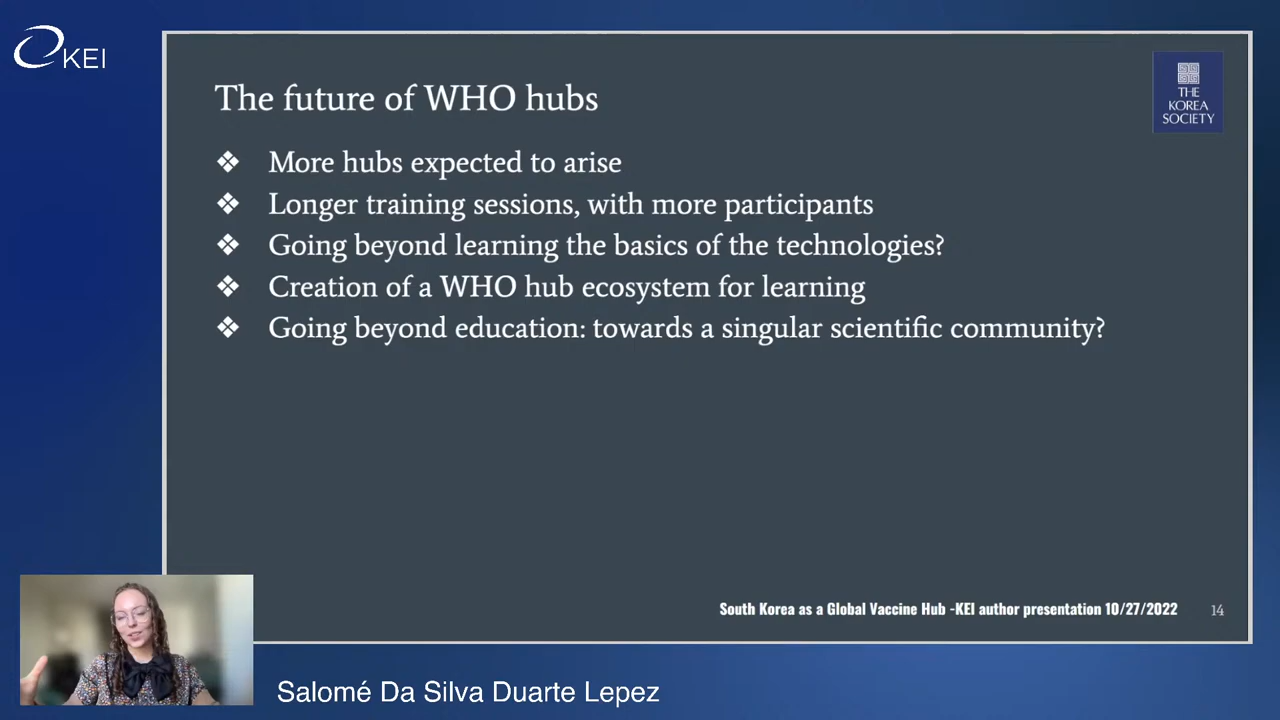 KEI
The future of WHO hubs
THE
KOREA
SOCIETY
❖ More hubs expected to arise
❖ Longer training sessions, with more participants
❖ Going beyond learning the basics of the technologies?
❖ Creation of a WHO hub ecosystem for learning
❖ Going beyond education: towards a singular scientific community?
South Korea as a Global Vaccine Hub -KEI author presentation 10/27/2022 14
Salomé Da Silva Duarte Lepez